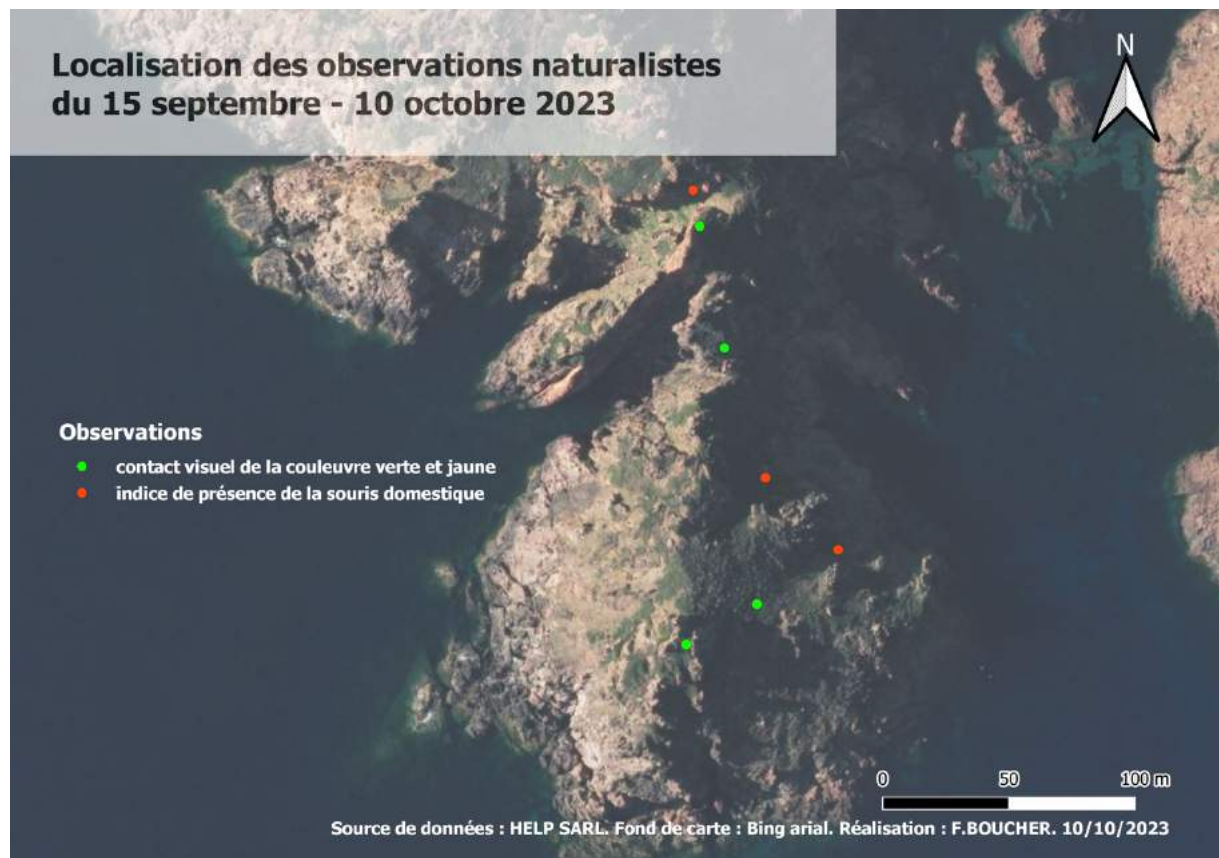 Localisation des observations naturalistes
du 15 septembre - 10 octobre 2023
N
Observations
contact visuel de la couleuvre verte et jaune
indice de présence de la souris domestique
0 50 100 m
Source de données : HELP SARL. Fond de carte : Bing arial. Réalisation : F.BOUCHER. 10/10/2023